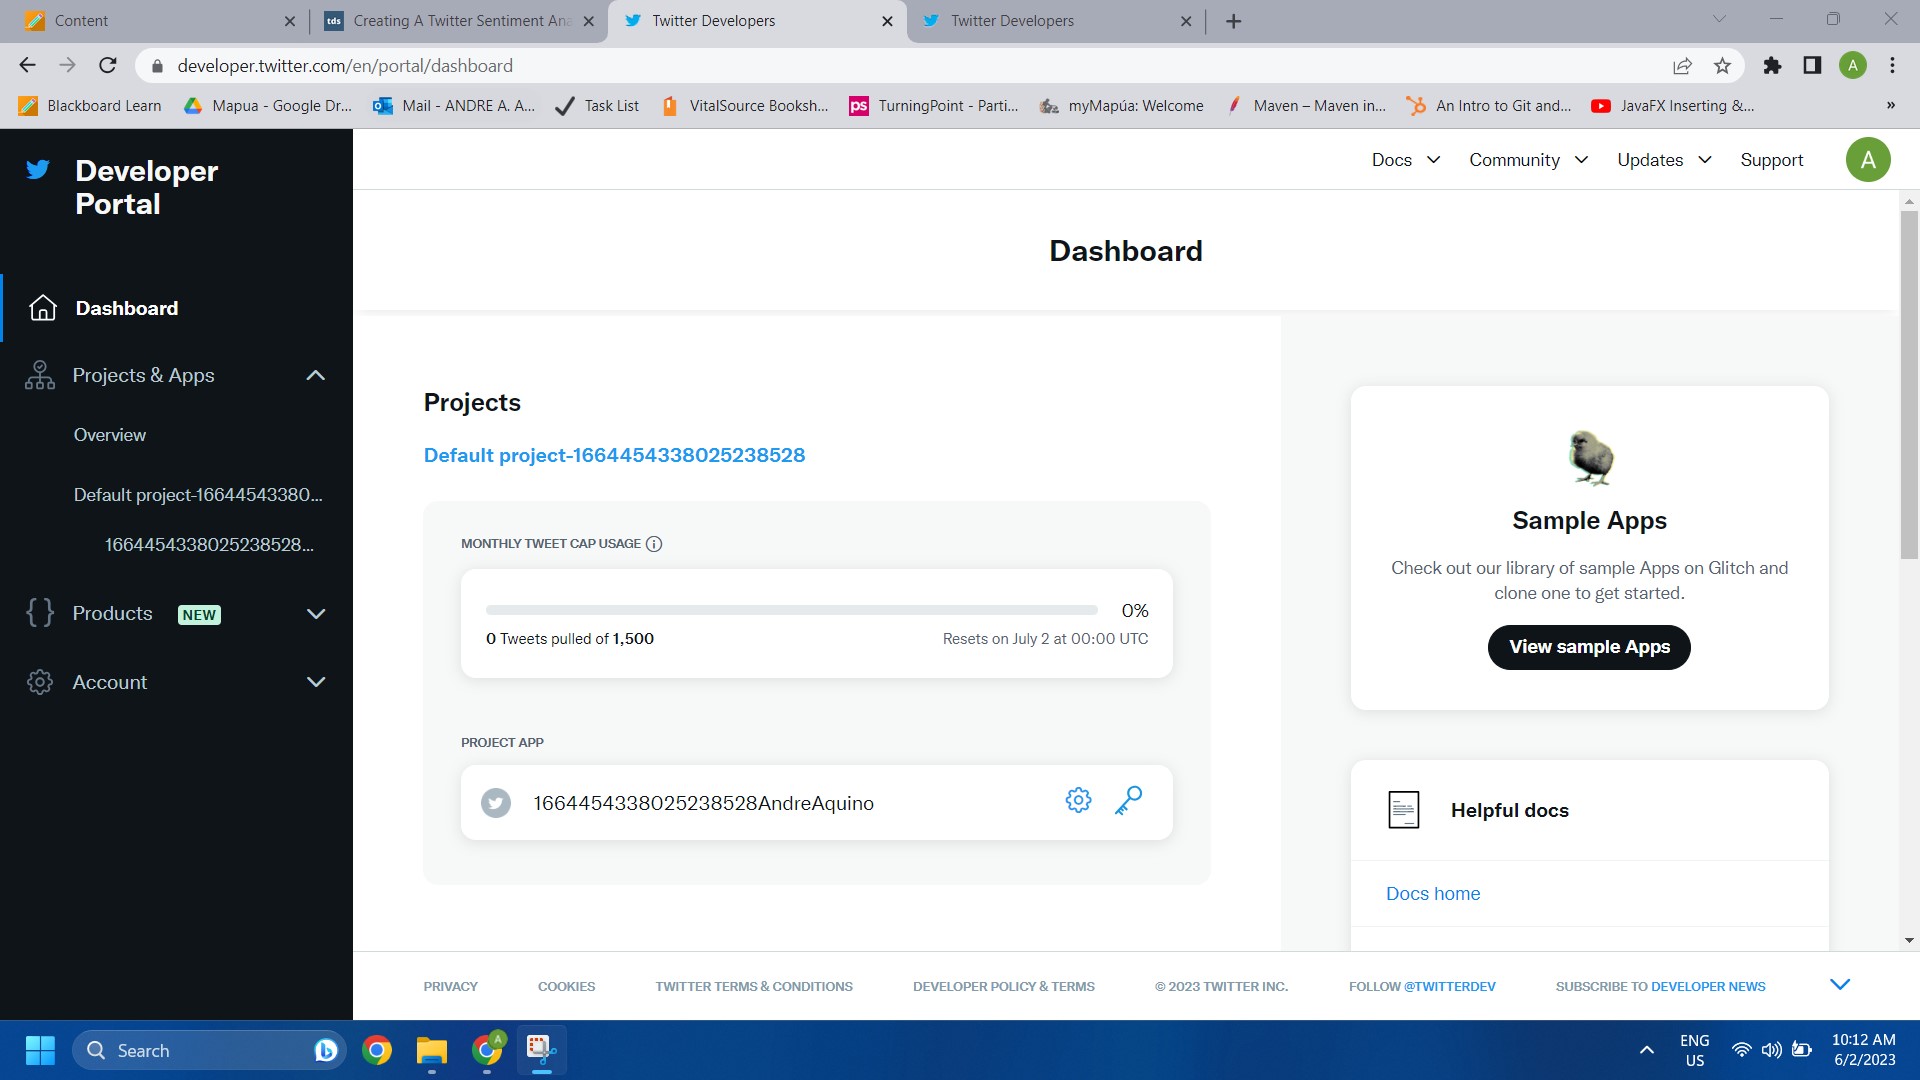 Content
tds
Creating A Twitter Sentiment Ana
Twitter Developers
Twitter Developers
developer.twitter.com/en/portal/dashboard
A
Blackboard Learn
Mapua - Google Dr...
Mail - ANDRE A. A...
Task List
VitalSource Booksh...
ps
TurningPoint - Parti...
myMapúa: Welcome
Maven – Maven in...
An Intro to Git and...
JavaFX Inserting &...
»
Developer
Portal
Docs
Community
Updates
Support
A
Dashboard
Dashboard
Projects & Apps
Overview
Default project-16644543380...
1664454338025238528...
Products
NEW
Account
Projects
Default project-1664454338025238528
MONTHLY TWEET CAP USAGE
0%
0 Tweets pulled of 1,500
Resets on July 2 at 00:00 UTC
PROJECT APP
1664454338025238528AndreAquino
Sample Apps
Check out our library of sample Apps on Glitch and
clone one to get started.
View sample Apps
Helpful docs
Docs home
PRIVACY
COOKIES
TWITTER TERMS & CONDITIONS
DEVELOPER POLICY & TERMS
© 2023 TWITTER INC.
FOLLOW @TWITTERDEV
SUBSCRIBE TO DEVELOPER NEWS
Search
A
ENG
US
10:12 AM
6/2/2023